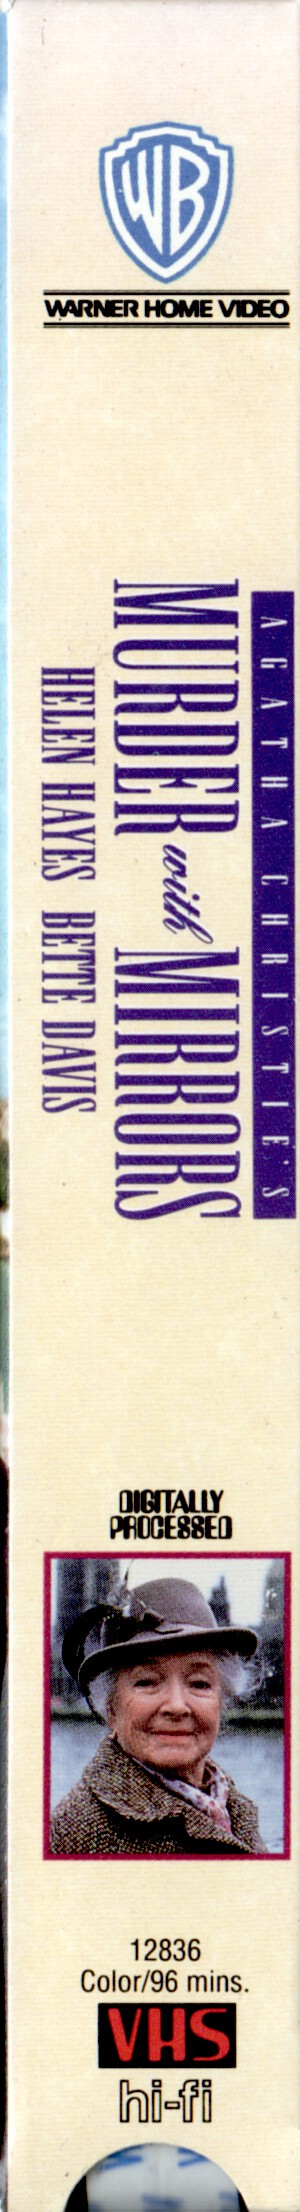 WB
WARNER HOME VIDEO
AGATHA CHRISTIE'S
MURDER with MIRRORS
HELEN HAYES BETTE DAVIS
DIGITALLY
PROCESSED
12836
Color/96 mins.
VHS
hi-fi